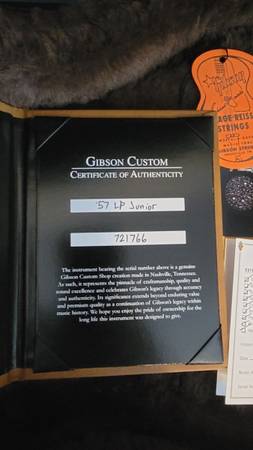 GIBSON CUSTOM
CERTIFICATE OF AUTHENTICITY
'57 LP Junior
721766
The instrument bearing the serial number above is a genuine
Gibson Custom Shop creation made in Nashville, Tennessee.
As such, it represents the pinnacle of craftsmanship, quality and
sound excellence and celebrates Gibson's legacy through accuracy
and authenticity. Its significance extends beyond enduring value
and premium quality as a continuation of Gibson's legacy within
music history. We hope you enjoy the pride of ownership for the
long life this instrument was designed to give.
Gibson
AGE-REISS
STRINGS